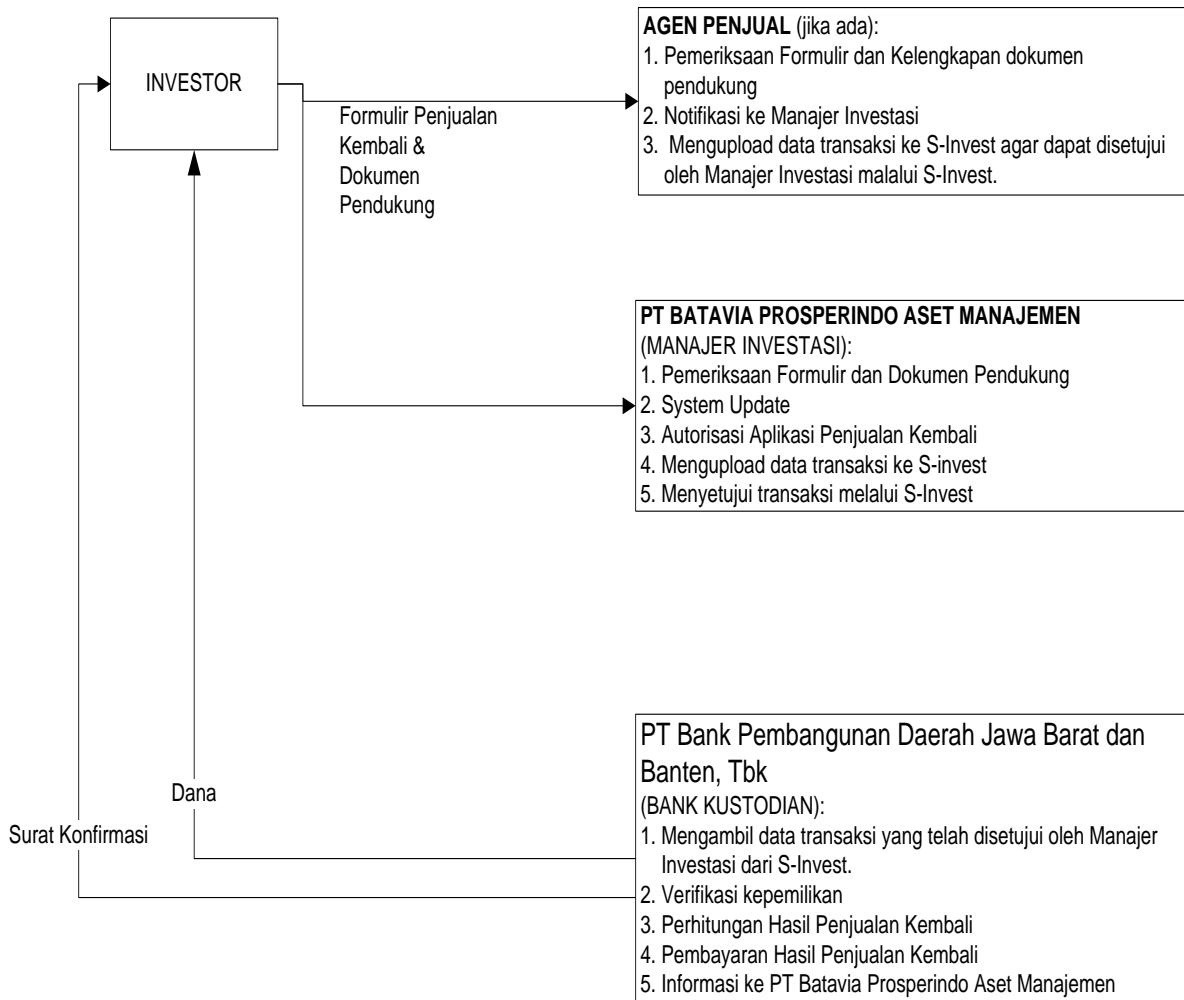 INVESTOR
Formulir Penjualan
Kembali &
Dokumen
Pendukung
AGEN PENJUAL (jika ada):
1. Pemeriksaan Formulir dan Kelengkapan dokumen
pendukung
2. Notifikasi ke Manajer Investasi
3. Mengupload data transaksi ke S-Invest agar dapat disetujui
oleh Manajer Investasi malalui S-Invest.
PT BATAVIA PROSPERINDO ASET MANAJEMEN
(MANAJER INVESTASI):
1. Pemeriksaan Formulir dan Dokumen Pendukung
2. System Update
3. Autorisasi Aplikasi Penjualan Kembali
4. Mengupload data transaksi ke S-invest
5. Menyetujui transaksi melalui S-Invest
Dana
Surat Konfirmasi
PT Bank Pembangunan Daerah Jawa Barat dan
Banten, Tbk
(BANK KUSTODIAN):
1. Mengambil data transaksi yang telah disetujui oleh Manajer
Investasi dari S-Invest.
2. Verifikasi kepemilikan
3. Perhitungan Hasil Penjualan Kembali
4. Pembayaran Hasil Penjualan Kembali
5. Informasi ke PT Batavia Prosperindo Aset Manajemen